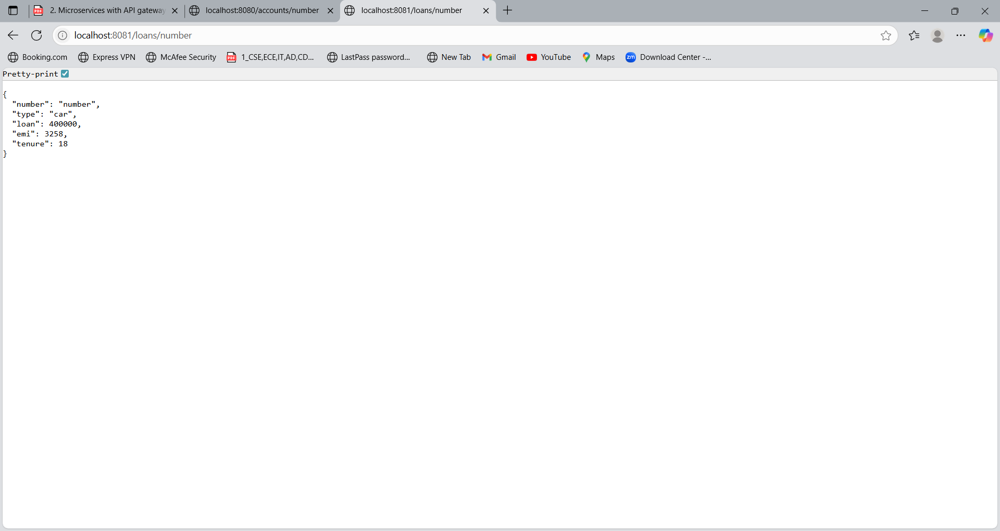 2. Microservices with API gateway
localhost:8080/accounts/number
localhost:8081/loans/number
localhost:8081/loans/number
Booking.com
Express VPN
McAfee Security
PDF 1_CSE,ECE,IT,AD,CD...
LastPass password...
New Tab
Gmail
YouTube
Maps
zm Download Center -...
Pretty-print
{
"number": "number",
"type": "car",
"loan": 400000,
"emi": 3258,
"tenure": 18
}